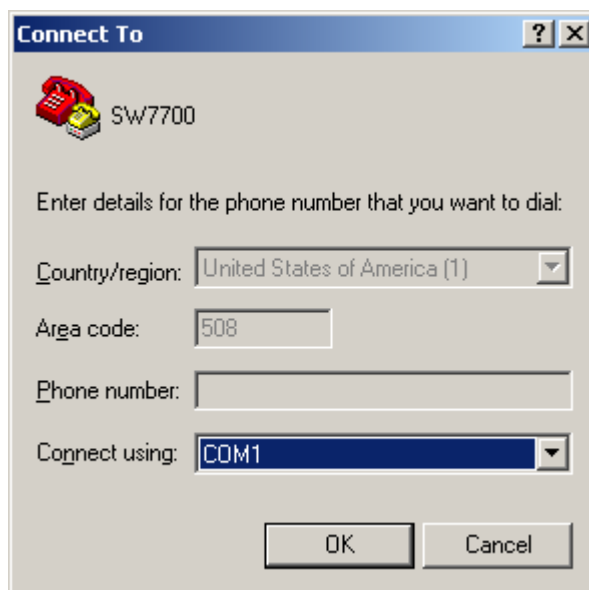 Connect To
SW7700
Enter details for the phone number that you want to dial:
Country/region: United States of America (1)
Area code: 508
Phone number:
Connect using: COM1
OK Cancel